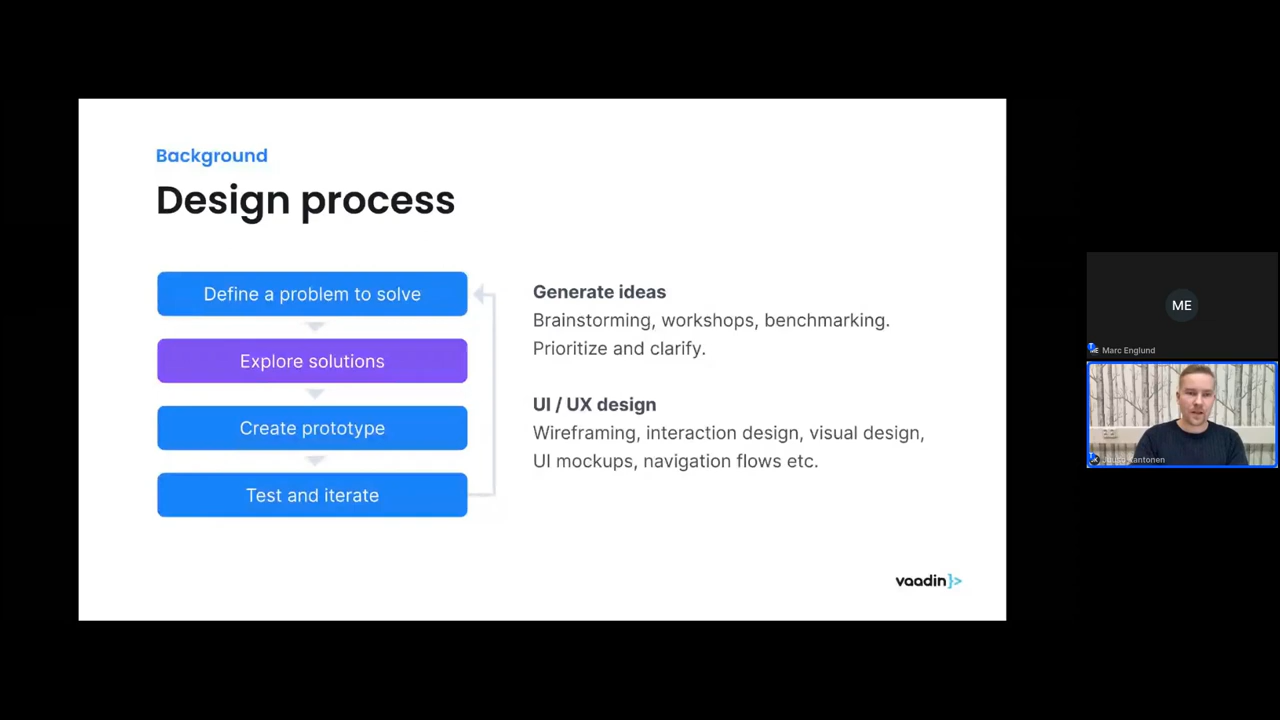 Background
Design process
Define a problem to solve
Explore solutions
Create prototype
Test and iterate
Generate ideas
Brainstorming, workshops, benchmarking.
Prioritize and clarify.
UI / UX design
Wireframing, interaction design, visual design,
UI mockups, navigation flows etc.
vaadin}>
ME
Marc Englund
Kantonen